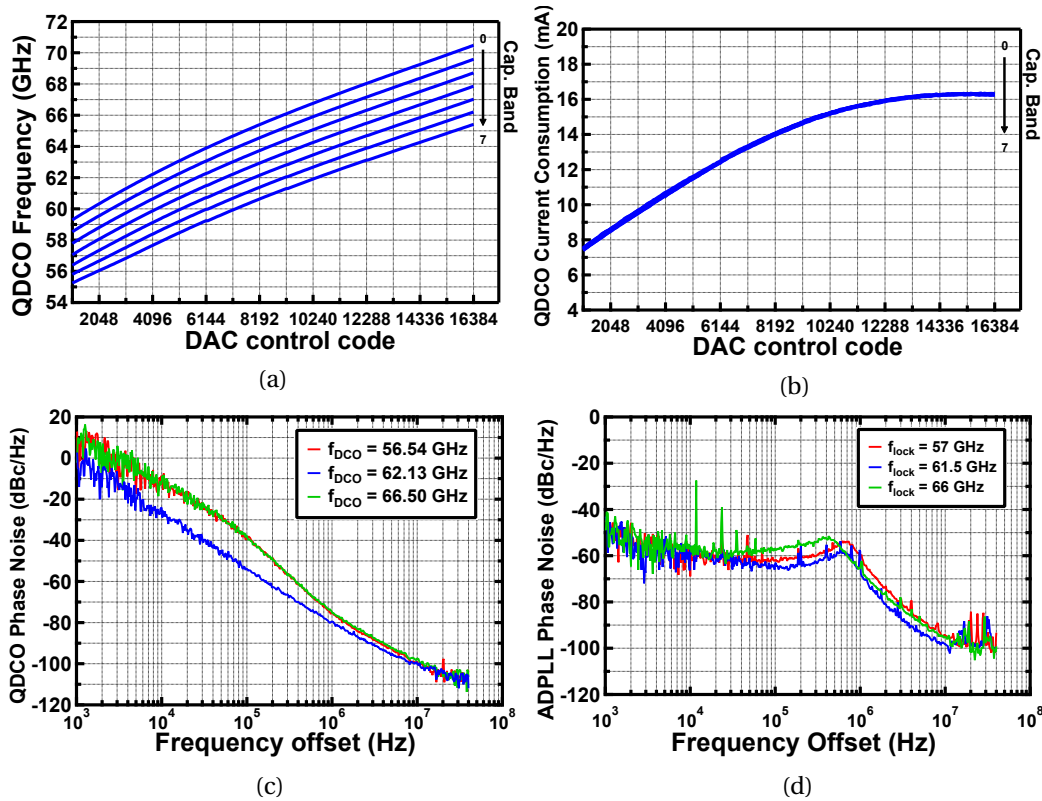 72
70
68
66
64
62
60
58
56
54
QDCO Frequency (GHz)
2048 4096 6144 8192 10240 12288 14336 16384
DAC control code
0
7
Cap. Band
(a)
20
18
16
14
12
10
8
6
4
QDCO Current Consumption (mA)
2048 4096 6144 8192 10240 12288 14336 16384
DAC control code
0
7
Cap. Band
(b)
20
0
-20
-40
-60
-80
-100
-120
QDCO Phase Noise (dBc/Hz)
f_DCO = 56.54 GHz
f_DCO = 62.13 GHz
f_DCO = 66.50 GHz
10^3 10^4 10^5 10^6 10^7 10^8
Frequency offset (Hz)
(c)
0
-20
-40
-60
-80
-100
-120
ADPLL Phase Noise (dBc/Hz)
f_lock = 57 GHz
f_lock = 61.5 GHz
f_lock = 66 GHz
10^3 10^4 10^5 10^6 10^7 10^8
Frequency Offset (Hz)
(d)